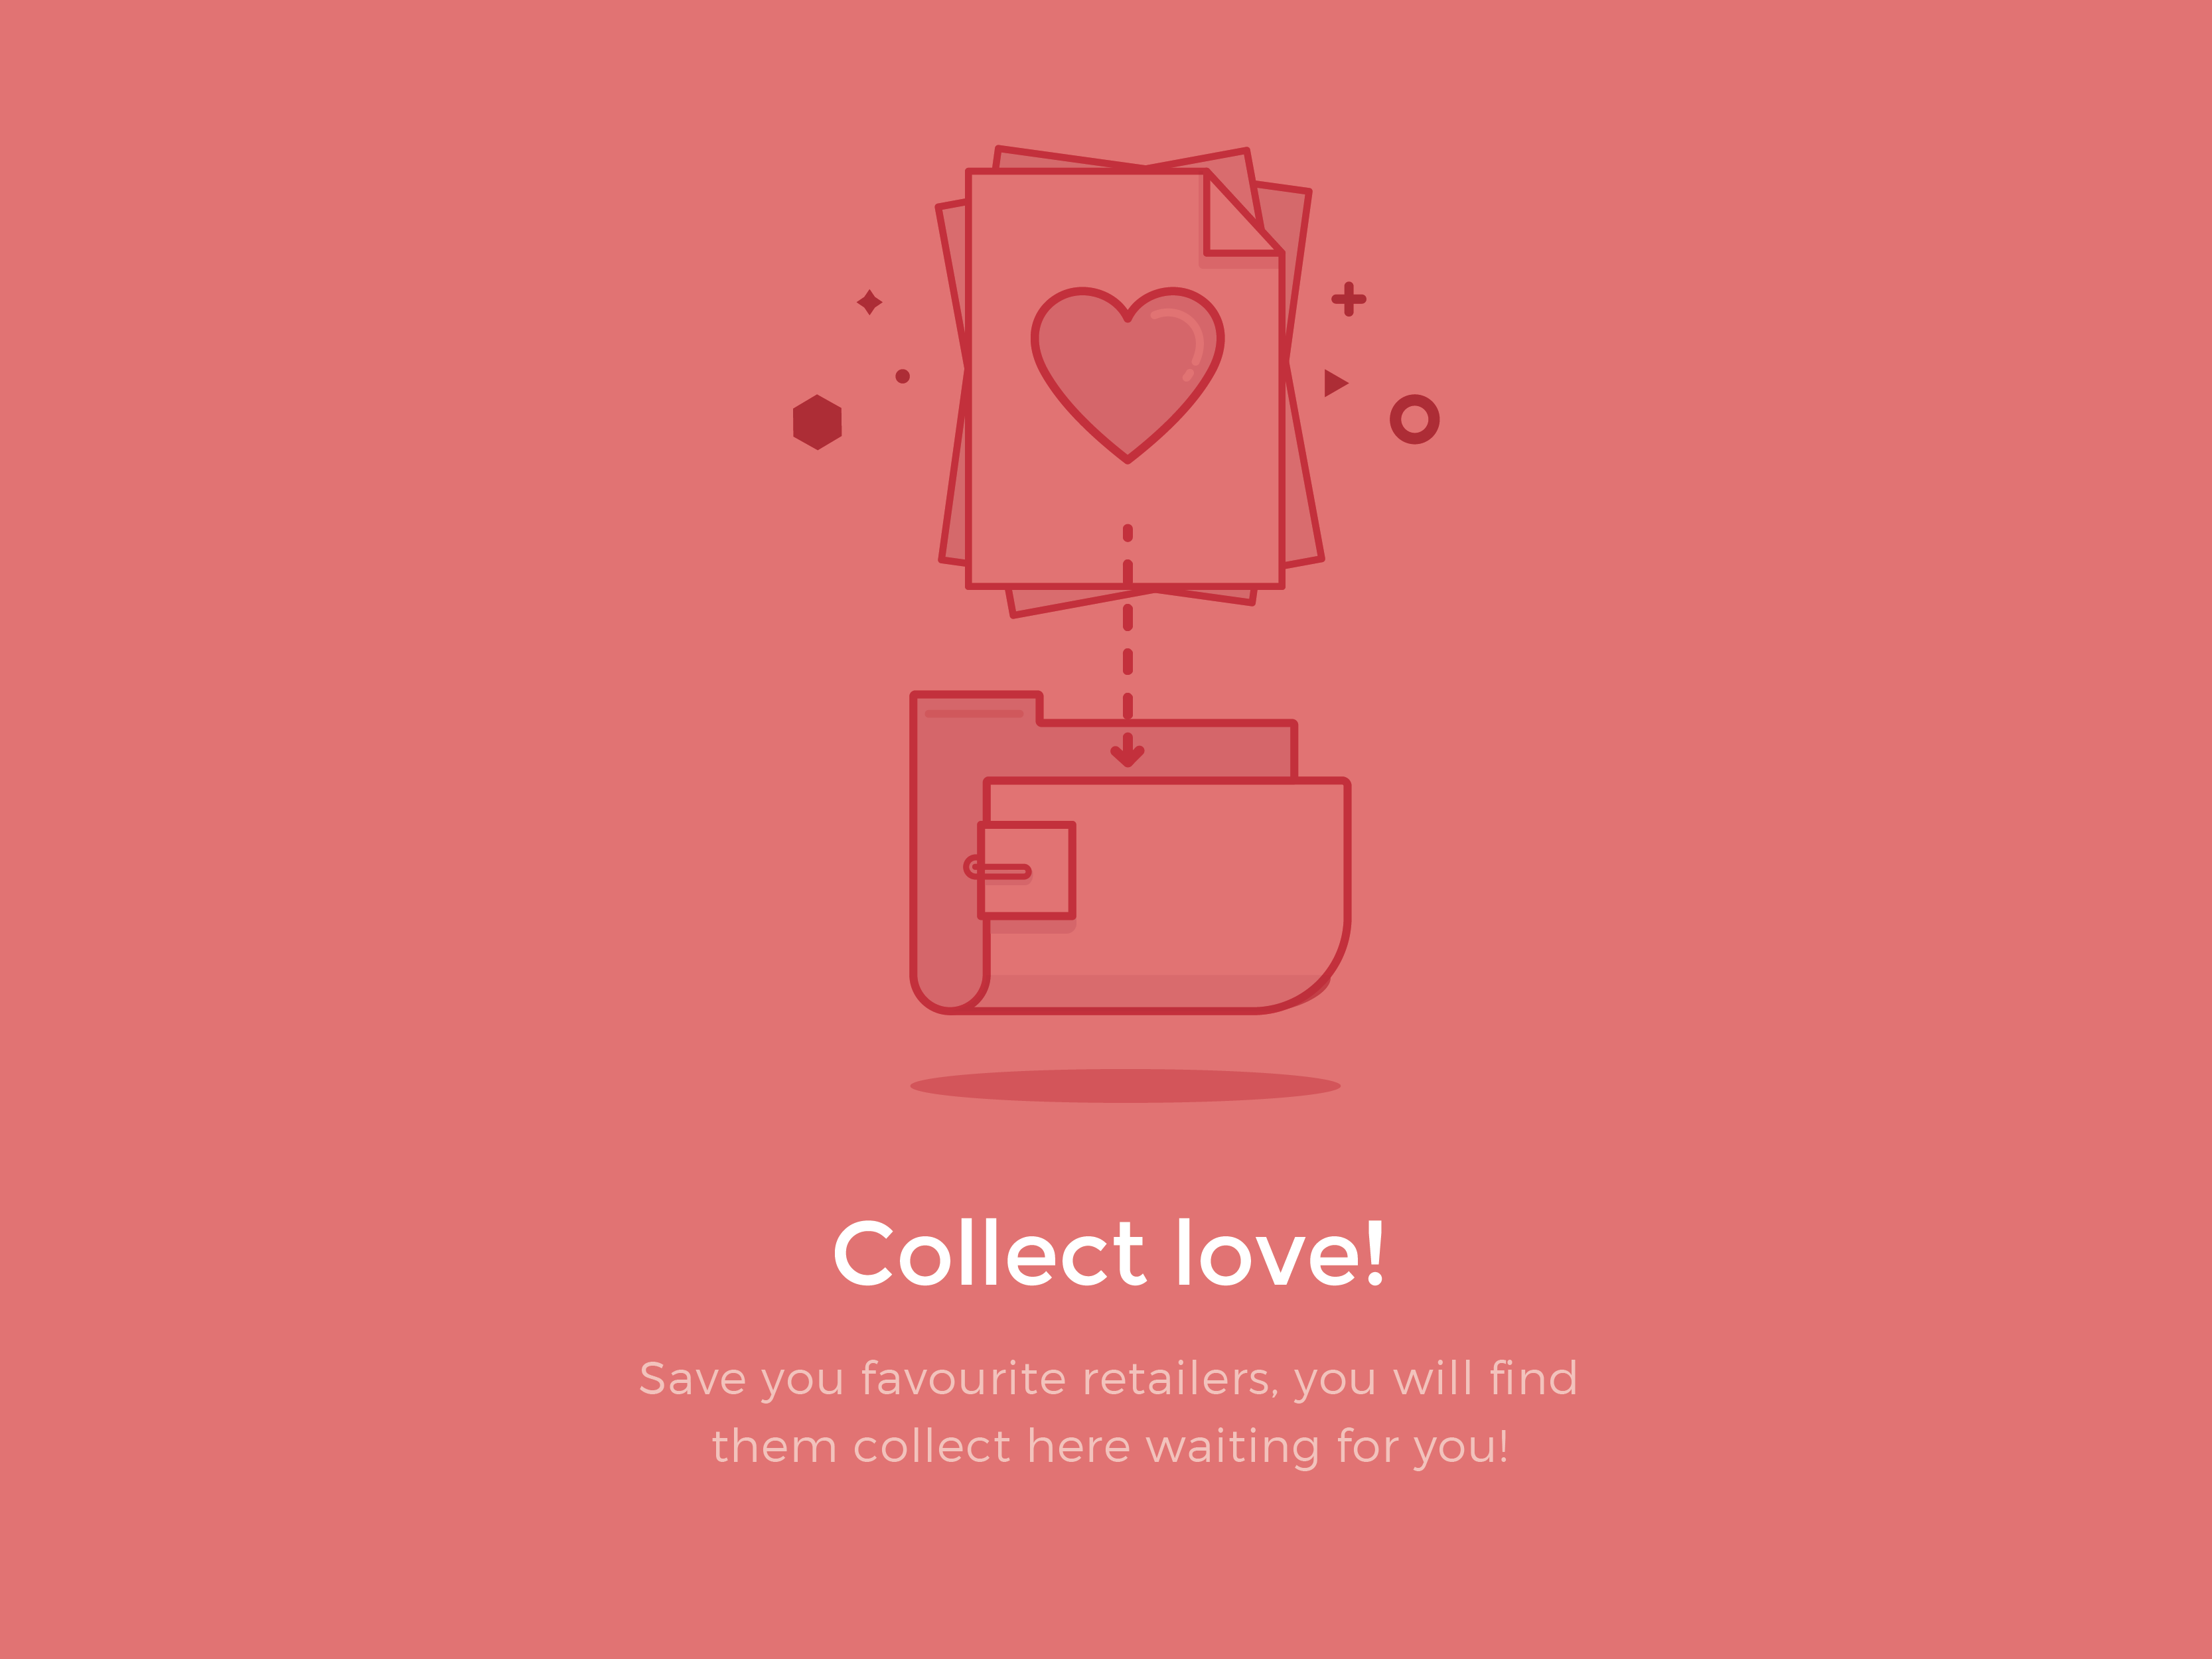 Collect love!
Save you favourite retailers, you will find
them collect here waiting for you!